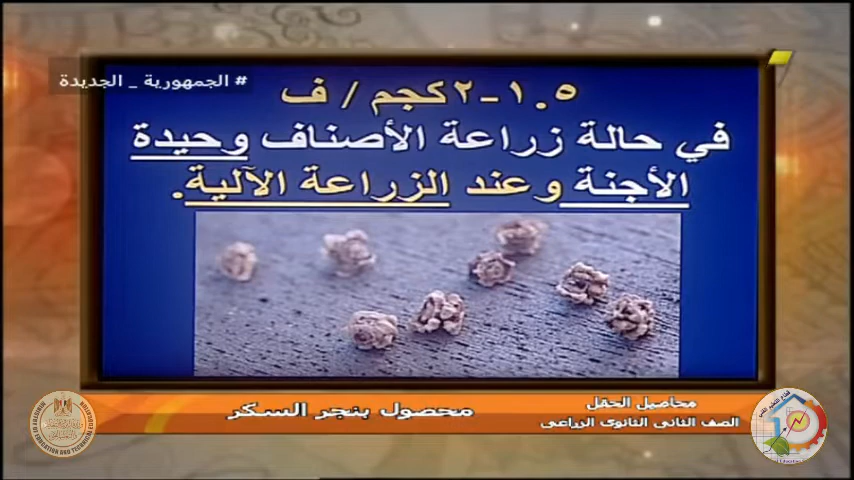 # الجمهورية _ الجديدة
١.٥-٢ كجم / ف
في حالة زراعة الأصناف وحيدة
الأجنة وعند الزراعة الآلية.
محاصيل الحقل
الصف الثانى الثانوى الزراعى
محصول بنجر السكر